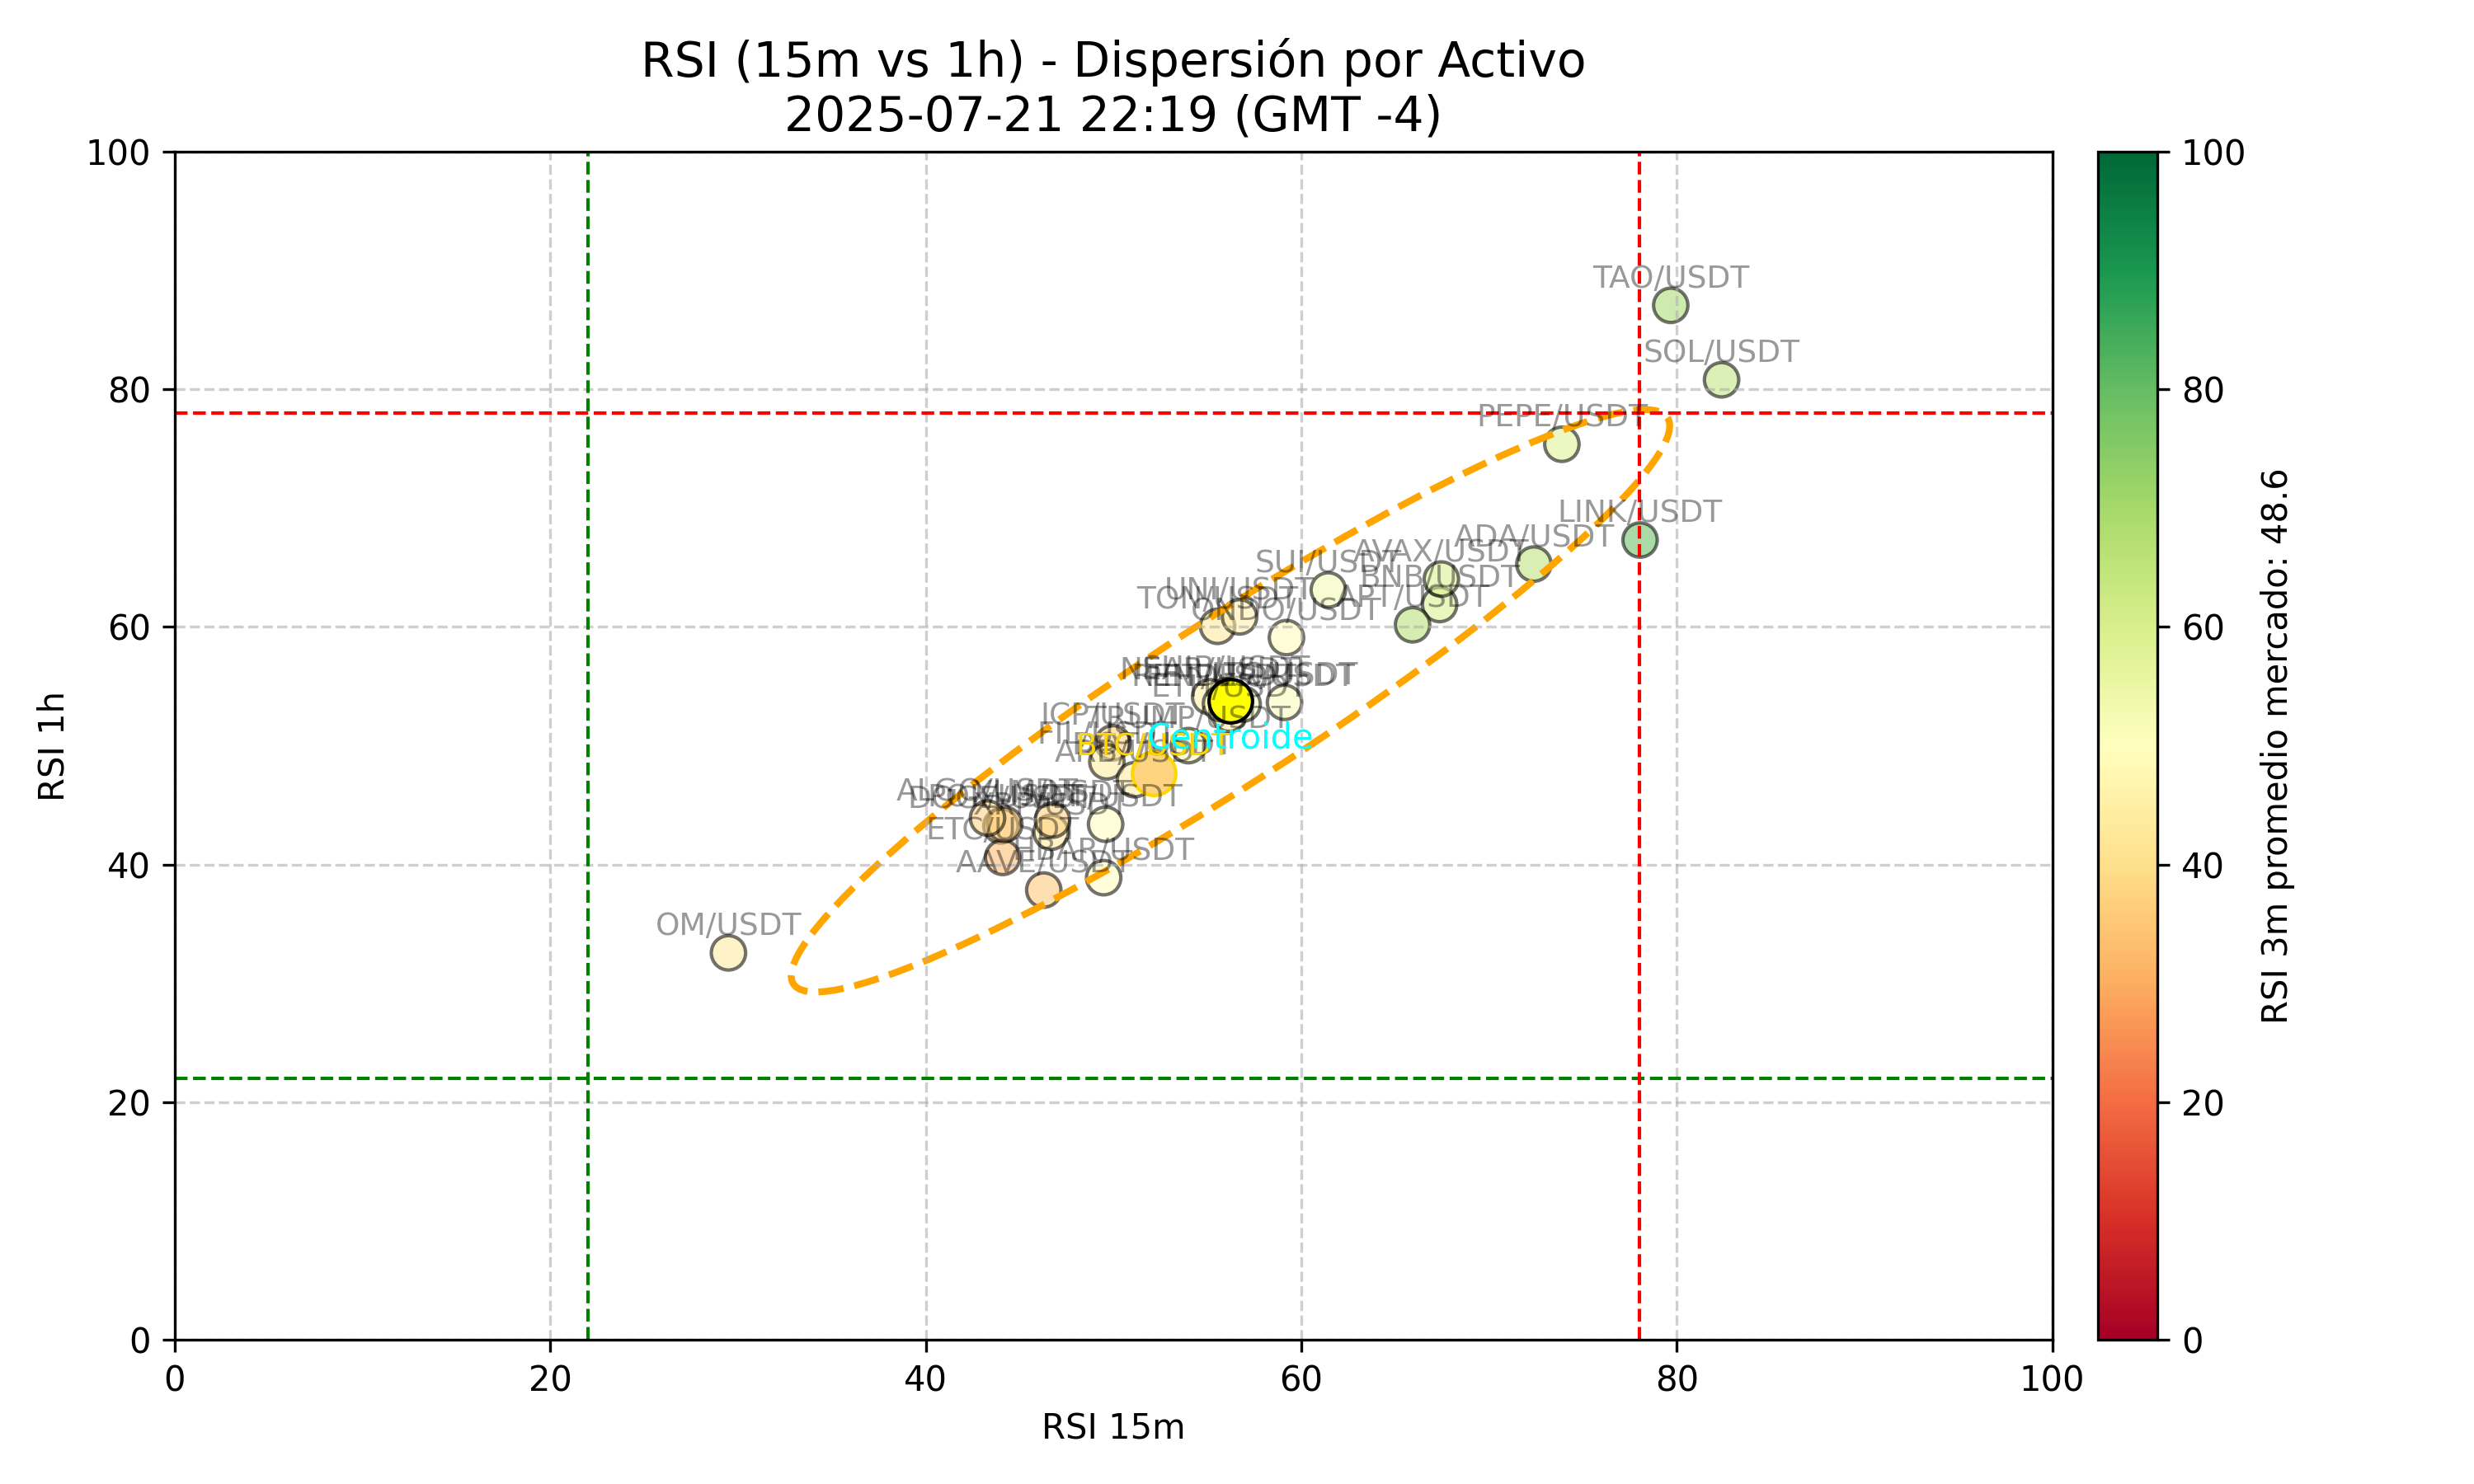 RSI (15m vs 1h) - Dispersión por Activo
2025-07-21 22:19 (GMT -4)
100
80
60
40
20
0
RSI 1h
TAO/USDT
SOL/USDT
PEPE/USDT
LINK/USDT
ADA/USDT
AVAX/USDT
SUI/USDT
BNB/USDT
APT/USDT
UNI/USDT
TON/USDT
ONDO/USDT
ICP/USDT
Centroide
BTC/USDT
ARB/USDT
ALGO/USDT
ETC/USDT
HBAR/USDT
AAVE/USDT
OM/USDT
0
20
40
60
80
100
RSI 15m
100
80
60
40
20
0
RSI 3m promedio mercado: 48.6